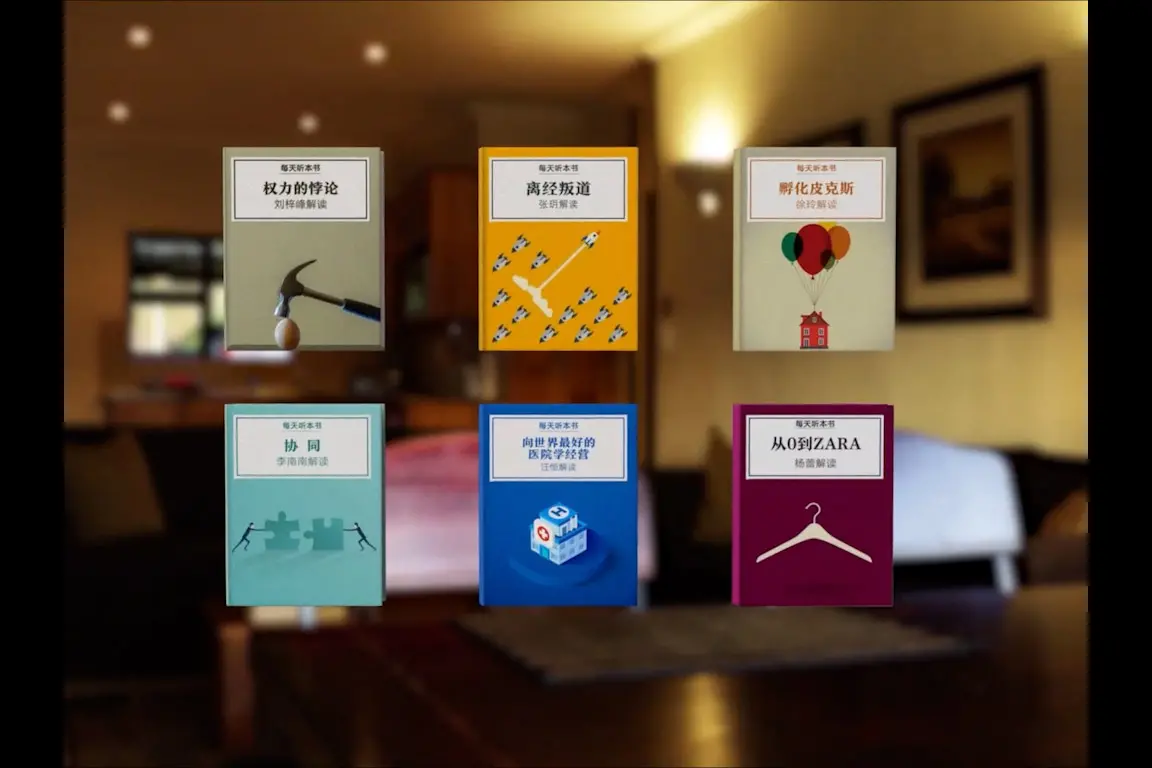 每天听本书
权力的悖论
刘梓峰解读
每天听本书
离经叛道
张玥解读
每天听本书
孵化皮克斯
徐玲解读
每天听本书
协 同
李南南解读
每天听本书
向世界最好的
医院学经营
汪恒解读
每天听本书
从0到ZARA
杨蕾解读